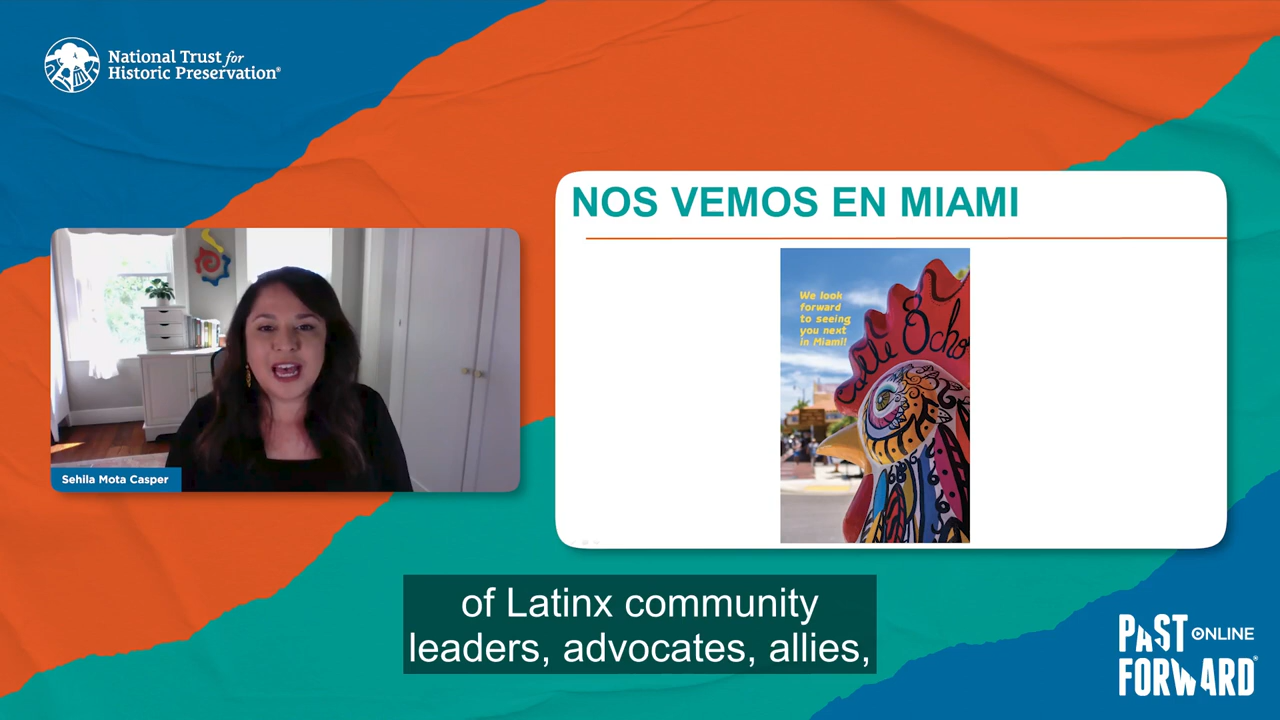 National Trust for
Historic Preservation®
NOS VEMOS EN MIAMI
We look
forward
to seeing
you next
in Miami!
Calle 8cho
Sehila Mota Casper
of Latinx community
leaders, advocates, allies,
PAST ONLINE
FORWARD®